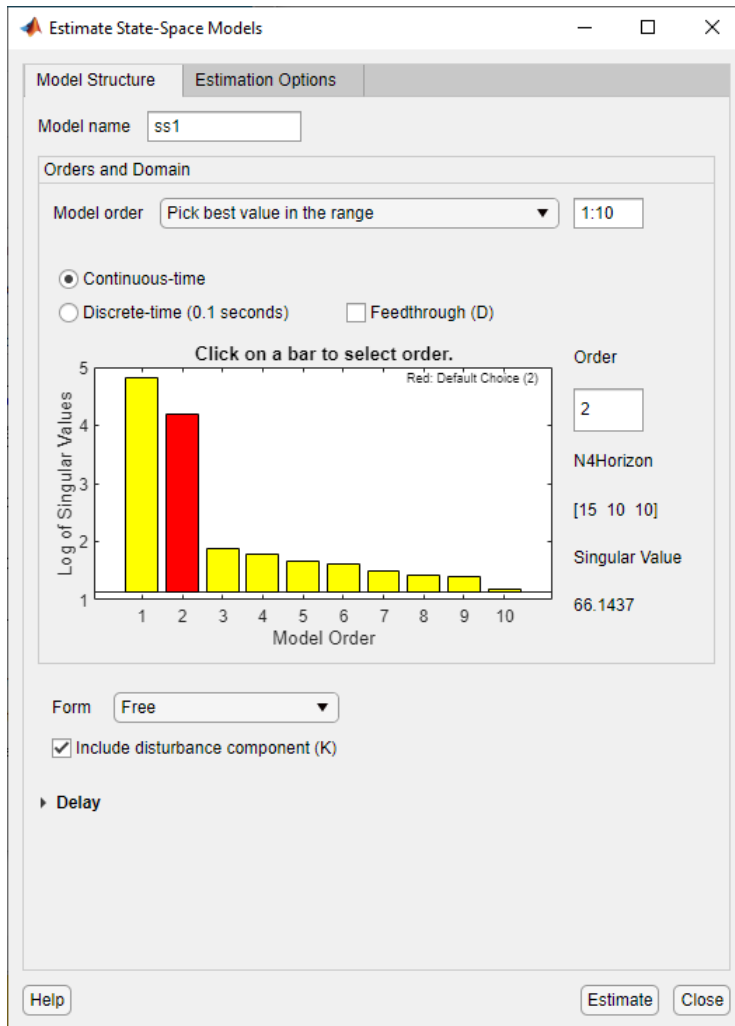 Estimate State-Space Models
Model Structure Estimation Options
Model name ss1
Orders and Domain
Model order Pick best value in the range 1:10
Continuous-time
Discrete-time (0.1 seconds) Feedthrough (D)
Click on a bar to select order.
Red: Default Choice (2)
Log of Singular Values
5
4
3
2
1
1 2 3 4 5 6 7 8 9 10
Model Order
Order
2
N4Horizon
[15 10 10]
Singular Value
66.1437
Form Free
Include disturbance component (K)
Delay
Help Estimate Close